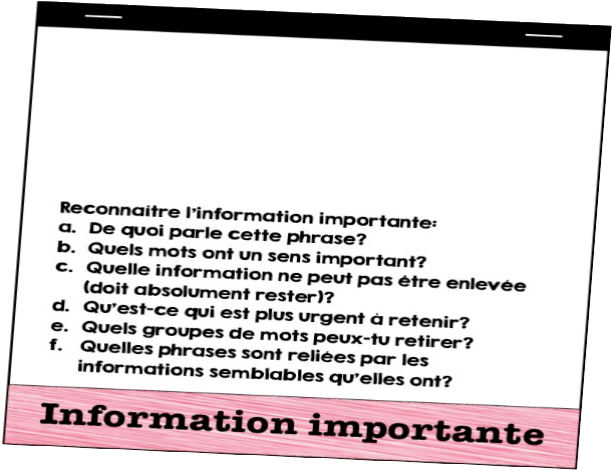 Reconnaître l'information importante:
a. De quoi parle cette phrase?
b. Quels mots ont un sens important?
c. Quelle information ne peut pas être enlevée
(doit absolument rester)?
d. Qu'est-ce qui est plus urgent à retenir?
e. Quels groupes de mots peux-tu retirer?
f. Quelles phrases sont reliées par les
informations semblables qu'elles ont?
Information importante